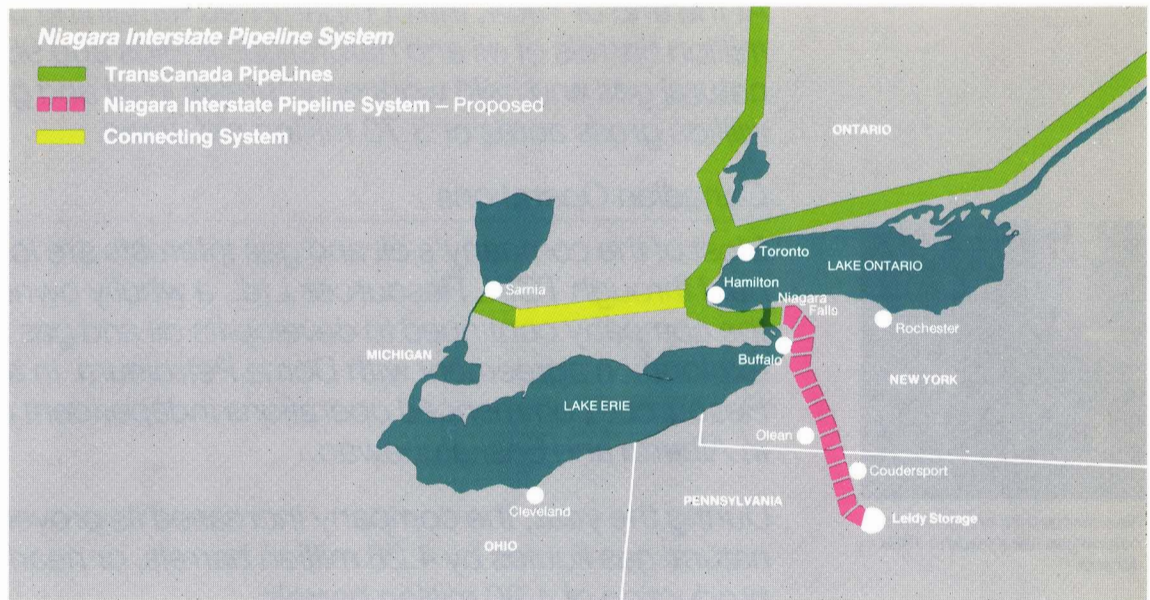 Niagara Interstate Pipeline System
TransCanada PipeLines
Niagara Interstate Pipeline System – Proposed
Connecting System
ONTARIO
Toronto
LAKE ONTARIO
Hamilton
Sarnia
Niagara
Falls
Rochester
MICHIGAN
Buffalo
NEW YORK
LAKE ERIE
Olean
Coudersport
PENNSYLVANIA
Cleveland
Leidy Storage
OHIO